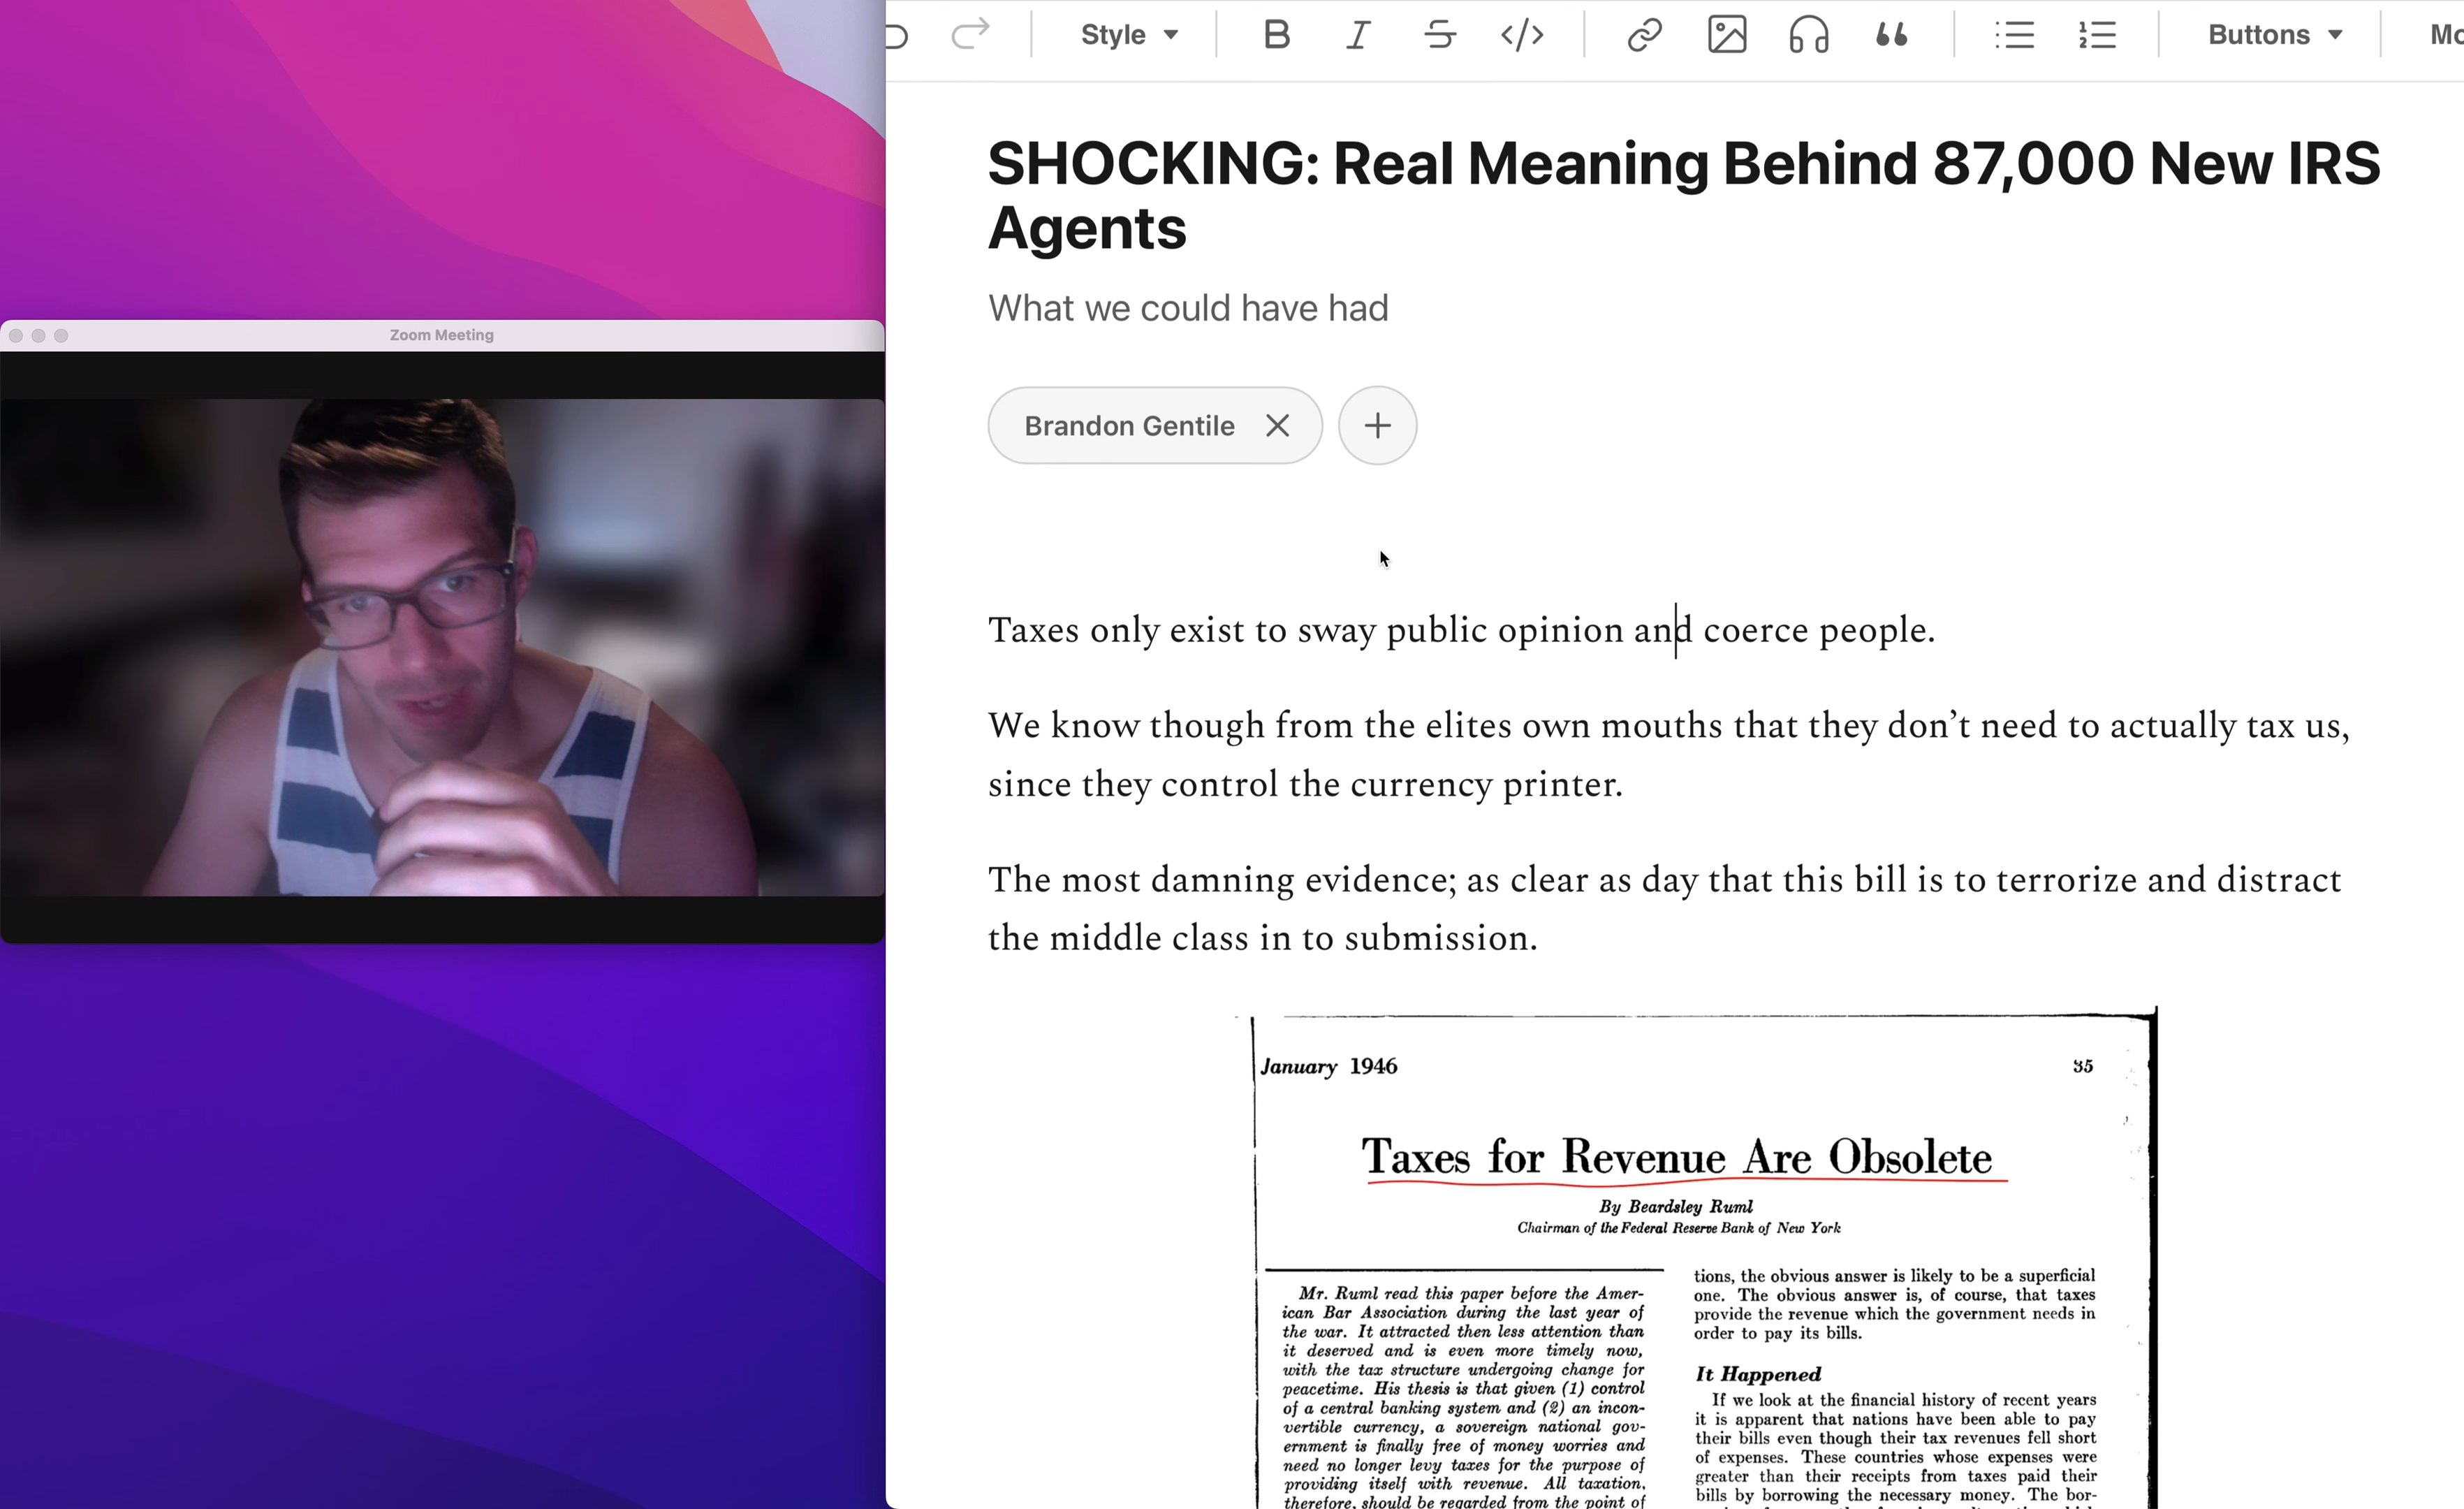 Style
Buttons
SHOCKING: Real Meaning Behind 87,000 New IRS
Agents
What we could have had
Zoom Meeting
Brandon Gentile
Taxes only exist to sway public opinion and coerce people.
We know though from the elites own mouths that they don’t need to actually tax us,
since they control the currency printer.
The most damning evidence; as clear as day that this bill is to terrorize and distract
the middle class in to submission.
January 1946
35
Taxes for Revenue Are Obsolete
By Beardsley Ruml
Chairman of the Federal Reserve Bank of New York
Mr. Ruml read this paper before the Amer-
ican Bar Association during the last year of
the war. It attracted then less attention than
it deserved and is even more timely now,
with the tax structure undergoing change for
peacetime. His thesis is that given (1) control
of a central banking system and (2) an incon-
vertible currency, a sovereign national gov-
ernment is finally free of money worries and
need no longer levy taxes for the purpose of
providing itself with revenue. All taxation,
therefore, should be regarded from the point of
tions, the obvious answer is likely to be a superficial
one. The obvious answer is, of course, that taxes
provide the revenue which the government needs in
order to pay its bills.
It Happened
If we look at the financial history of recent years
it is apparent that nations have been able to pay
their bills even though their tax revenues fell short
of expenses. These countries whose expenses were
greater than their receipts from taxes paid their
bills by borrowing the necessary money. The bor-